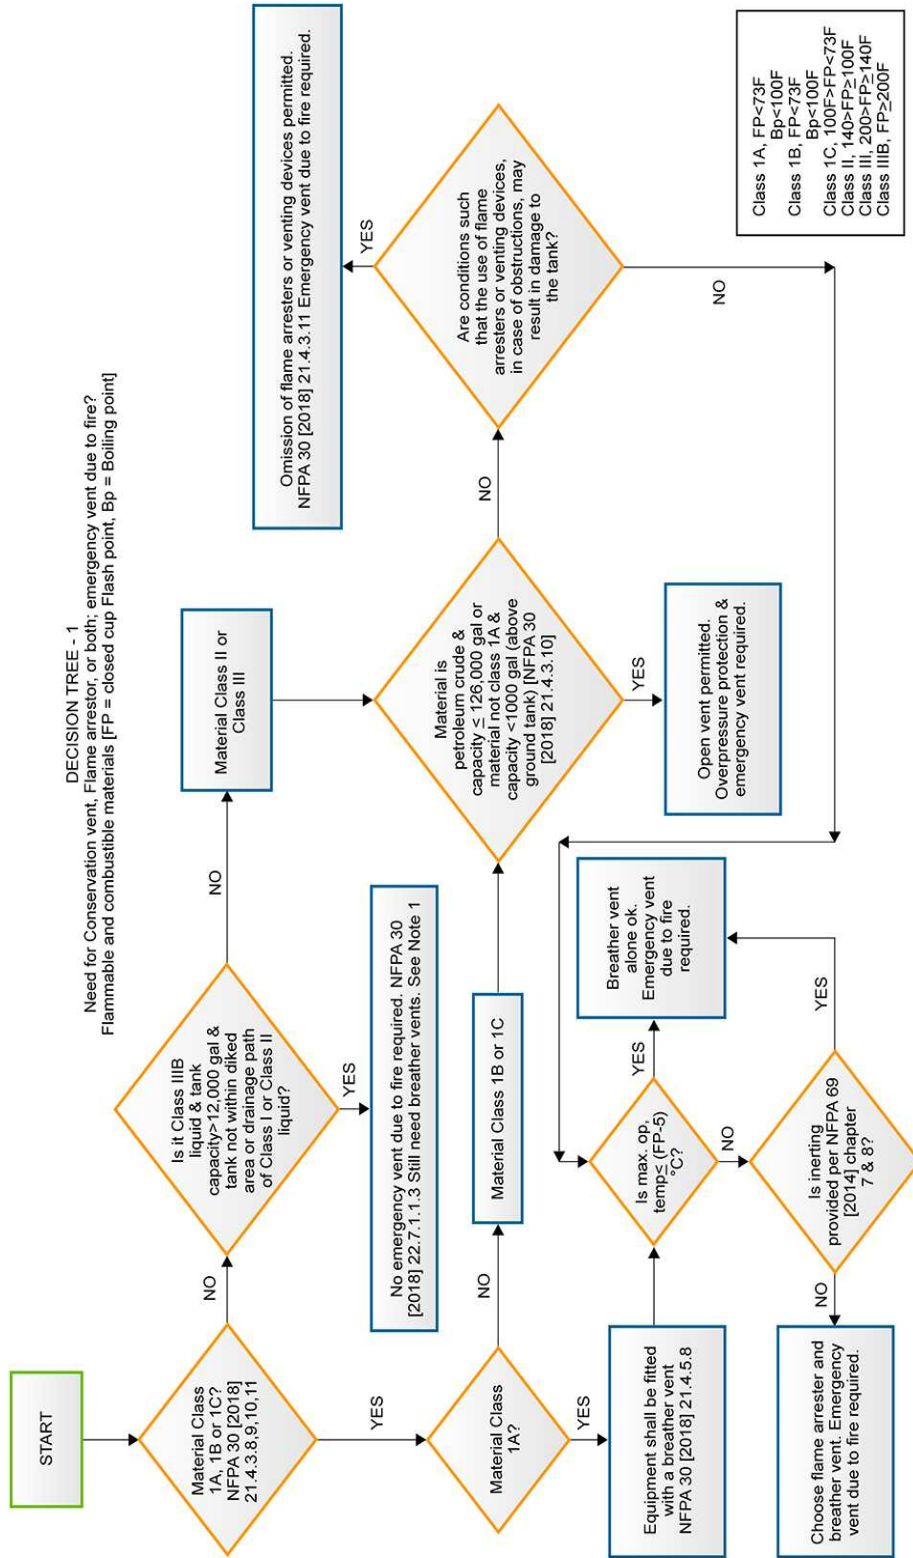 DECISION TREE - 1
Need for Conservation vent, Flame arrestor, or both; emergency vent due to fire?
Flammable and combustible materials [FP = closed cup Flash point, Bp = Boiling point]
START
Material Class
1A, 1B or 1C?
NFPA 30 [2018]
21.4.3.8,9,10,11
NO
YES
Is it Class IIIB
liquid & tank
capacity>12,000 gal &
tank not within diked
area or drainage path
of Class I or Class II
liquid?
NO
YES
Material Class II or
Class III
No emergency vent due to fire required. NFPA 30
[2018] 22.7.1.1.3 Still need breather vents. See Note 1
Material Class
1A?
NO
YES
Material Class 1B or 1C
Material is
petroleum crude &
capacity ≤ 126,000 gal or
material not class 1A &
capacity <1000 gal (above
ground tank) [NFPA 30
[2018] 21.4.3.10]
NO
YES
Open vent permitted.
Overpressure protection &
emergency vent required.
Are conditions such
that the use of flame
arresters or venting devices,
in case of obstructions, may
result in damage to
the tank?
YES
NO
Omission of flame arresters or venting devices permitted.
NFPA 30 [2018] 21.4.3.11 Emergency vent due to fire required.
Equipment shall be fitted
with a breather vent
NFPA 30 [2018] 21.4.5.8
Is max. op,
temp≤ (FP-5)
°C?
YES
NO
Breather vent
alone ok.
Emergency vent
due to fire
required.
Is inerting
provided per NFPA 69
[2014] chapter
7 & 8?
YES
NO
Choose flame arrester and
breather vent. Emergency
vent due to fire required.
Class 1A, FP<73F
Bp<100F
Class 1B, FP<73F
Bp<100F
Class 1C, 100F>FP<73F
Class II, 140>FP≥100F
Class III, 200>FP≥140F
Class IIIB, FP≥200F